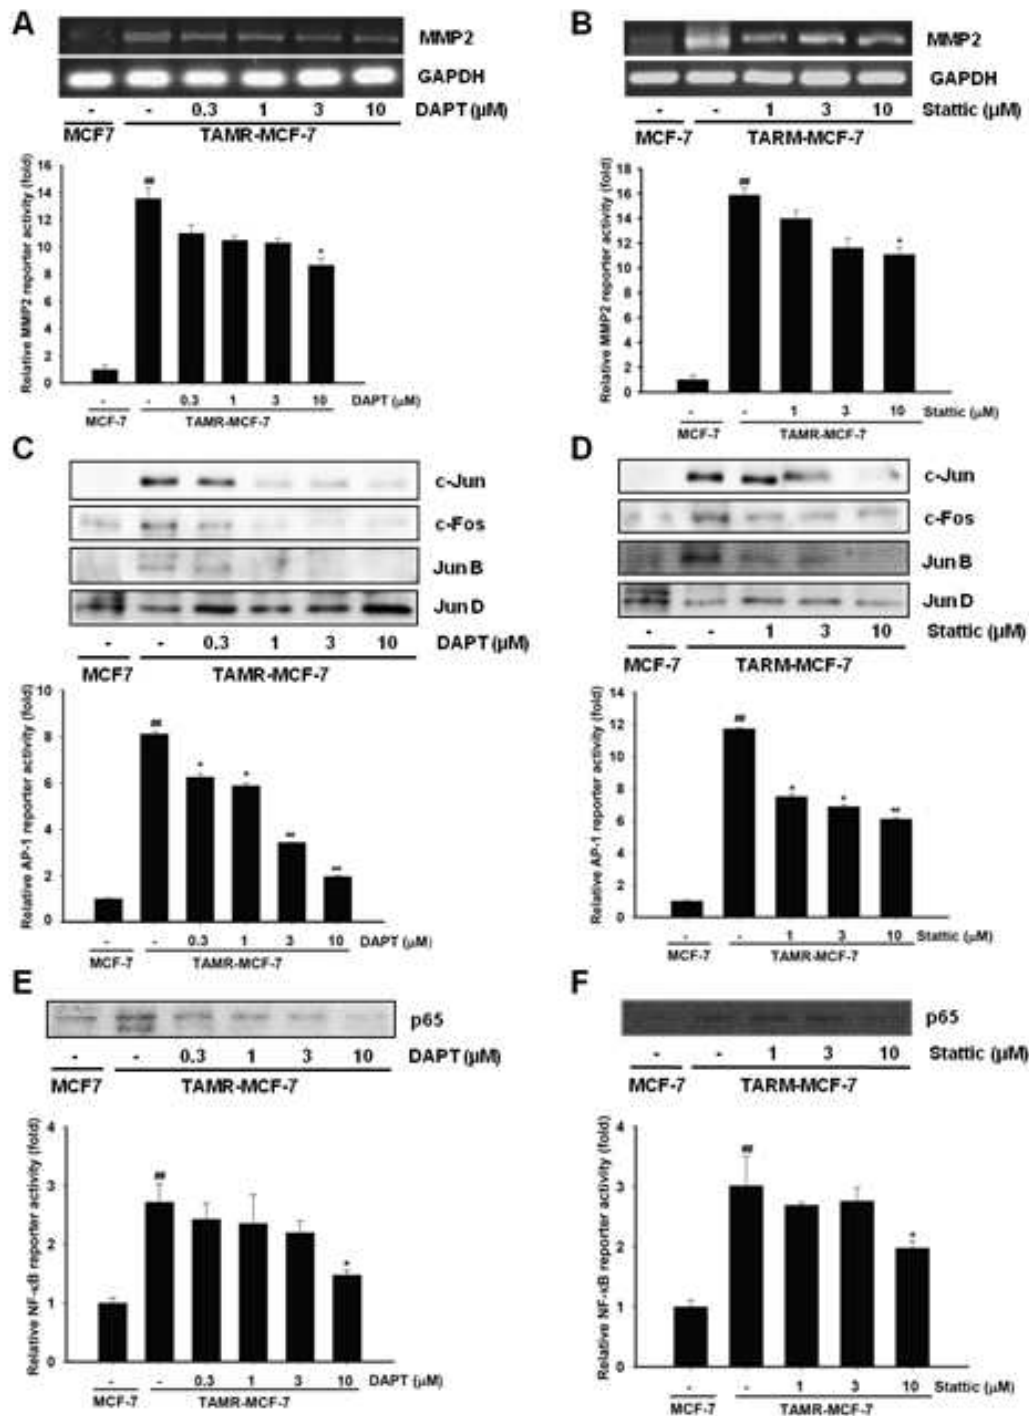 A
MMP2
GAPDH
- - 0.3 1 3 10 DAPT (μM)
MCF7 TAMR-MCF-7
Relative MMP2 reporter activity (fold)
16
14
12
10
8
6
4
2
0
##
*
- - 0.3 1 3 10 DAPT (μM)
MCF-7 TAMR-MCF-7
B
MMP2
GAPDH
- - 1 3 10 Stattic (μM)
MCF-7 TARM-MCF-7
Relative MMP2 reporter activity (fold)
18
16
14
12
10
8
6
4
2
0
##
*
- - 1 3 10 Stattic (μM)
MCF-7 TAMR-MCF-7
C
c-Jun
c-Fos
Jun B
Jun D
- - 0.3 1 3 10 DAPT (μM)
MCF7 TAMR-MCF-7
Relative AP-1 reporter activity (fold)
10
8
6
4
2
0
##
* * ** **
- - 0.3 1 3 10 DAPT (μM)
MCF-7 TAMR-MCF-7
D
c-Jun
c-Fos
Jun B
Jun D
- - 1 3 10 Stattic (μM)
MCF-7 TARM-MCF-7
Relative AP-1 reporter activity (fold)
14
12
10
8
6
4
2
0
##
* * **
- - 1 3 10 Stattic (μM)
MCF-7 TAMR-MCF-7
E
p65
- - 0.3 1 3 10 DAPT (μM)
MCF7 TAMR-MCF-7
Relative NF-κB reporter activity (fold)
4
3
2
1
0
##
*
- - 0.3 1 3 10 DAPT (μM)
MCF-7 TAMR-MCF-7
F
p65
- - 1 3 10 Stattic (μM)
MCF-7 TARM-MCF-7
Relative NF-κB reporter activity (fold)
4
3
2
1
0
##
*
- - 1 3 10 Stattic (μM)
MCF-7 TAMR-MCF-7